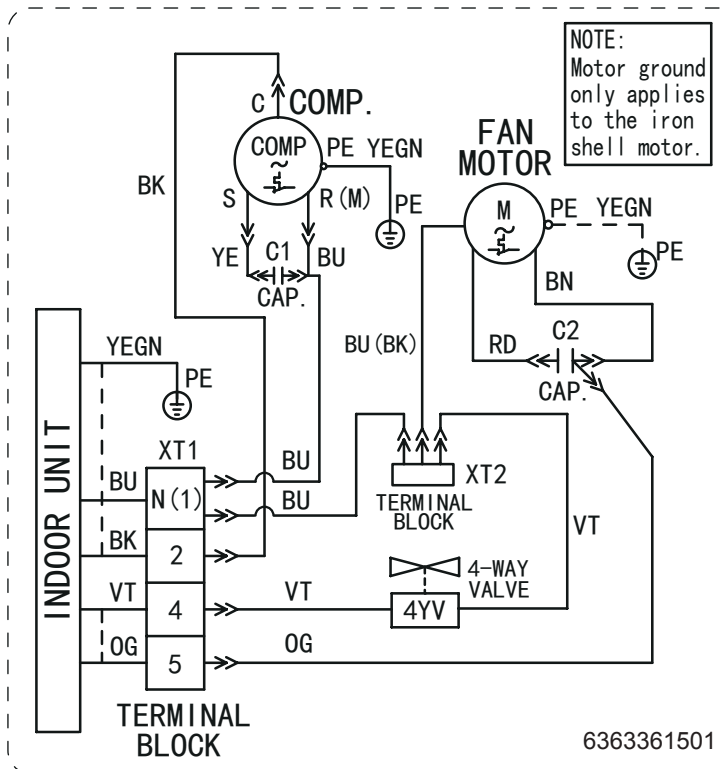 NOTE:
Motor ground
only applies
to the iron
shell motor.
C COMP.
COMP
PE YEGN
S
R(M)
PE
BK
YE
C1
BU
CAP.
FAN
MOTOR
M
PE YEGN
PE
BN
BU(BK)
RD
C2
CAP.
INDOOR UNIT
YEGN
PE
XT1
BU
N(1)
BU
BU
BK
2
VT
4
VT
OG
5
OG
TERMINAL
BLOCK
XT2
TERMINAL
BLOCK
VT
4-WAY
VALVE
4YV
6363361501